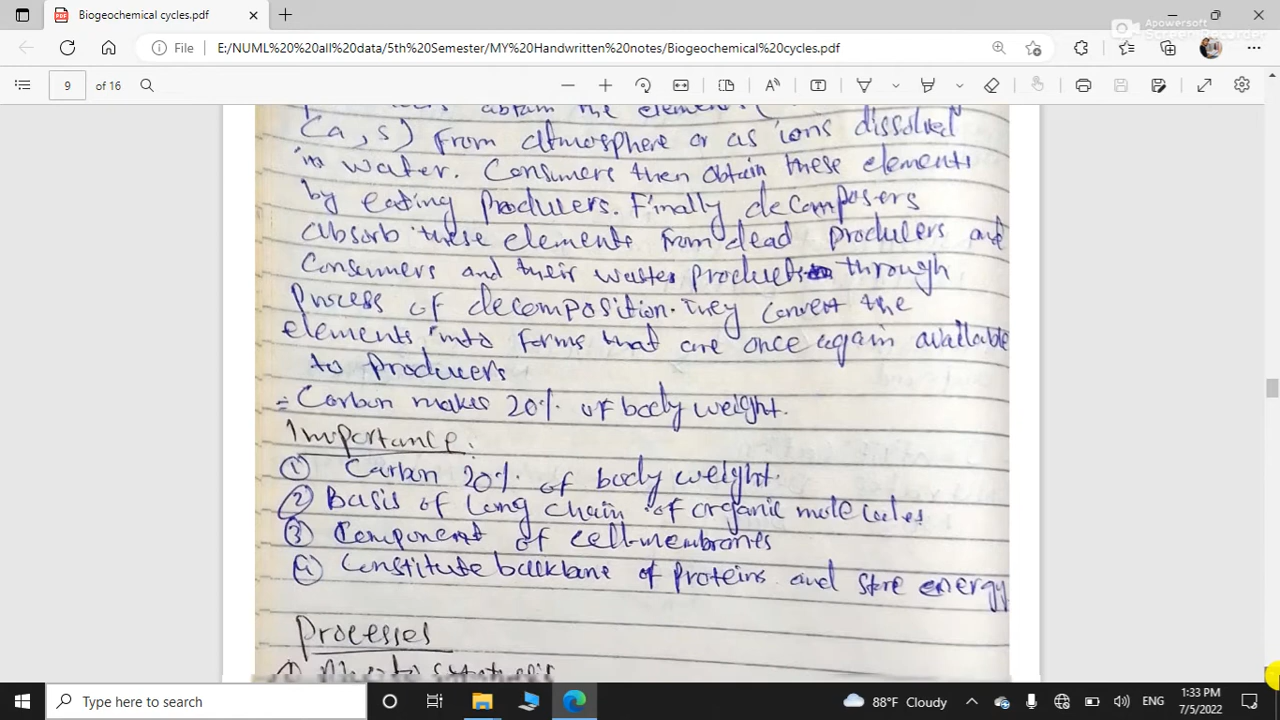 Biogeochemical cycles.pdf
Apowersoft
Screen Recorder
File E:/NUML%20%20all%20data/5th%20Semester/MY%20Handwritten%20notes/Biogeochemical%20cycles.pdf
9 of 16
obtain the elements
(a, s) from atmosphere or as ions dissolved
in water. Consumers then obtain these elements
by eating producers. Finally decomposers
absorb these elements from dead producers and
consumers and their waste products through
process of decomposition. They convert the
elements into forms that are once again available
to producers
= Carbon makes 20% of body weight.
Importance:
① Carbon 20% of body weight.
② Basis of long chain of organic molecules
③ Component of cell membranes
④ Constitute backbone of proteins and store energy
Processes
Type here to search
88°F Cloudy
ENG
1:33 PM
7/5/2022